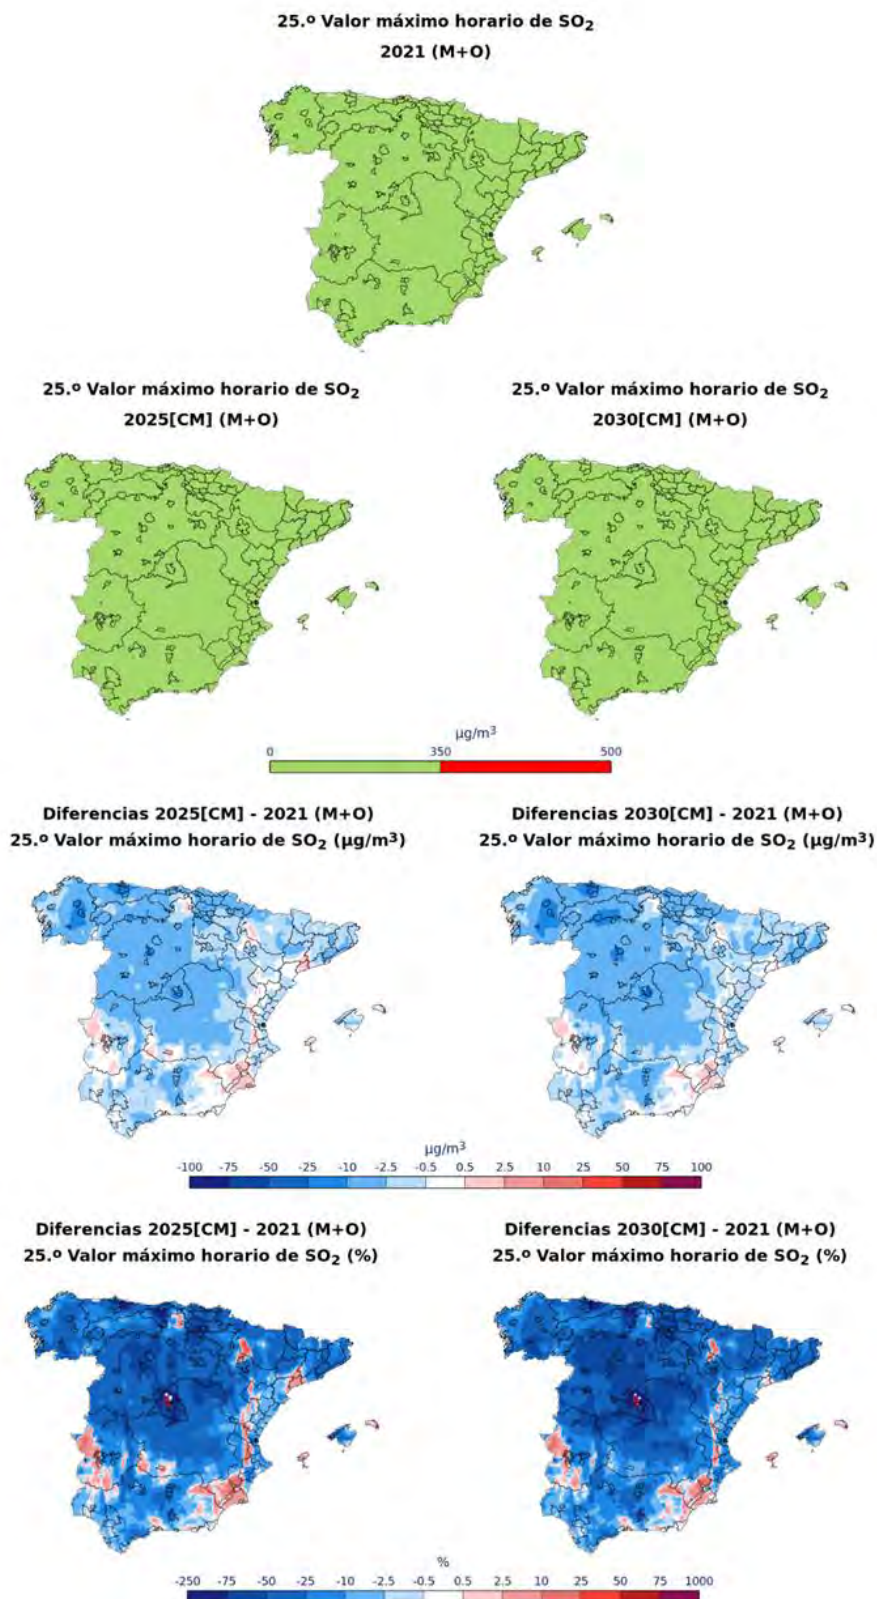 25.º Valor máximo horario de SO2
2021 (M+O)
25.º Valor máximo horario de SO2
2025[CM] (M+O)
25.º Valor máximo horario de SO2
2030[CM] (M+O)
µg/m3
0 350 500
Diferencias 2025[CM] - 2021 (M+O)
25.º Valor máximo horario de SO2 (µg/m3)
Diferencias 2030[CM] - 2021 (M+O)
25.º Valor máximo horario de SO2 (µg/m3)
µg/m3
-100 -75 -50 -25 -10 -2.5 -0.5 0.5 2.5 10 25 50 75 100
Diferencias 2025[CM] - 2021 (M+O)
25.º Valor máximo horario de SO2 (%)
Diferencias 2030[CM] - 2021 (M+O)
25.º Valor máximo horario de SO2 (%)
%
-250 -75 -50 -25 -10 -2.5 -0.5 0.5 2.5 10 25 50 75 1000